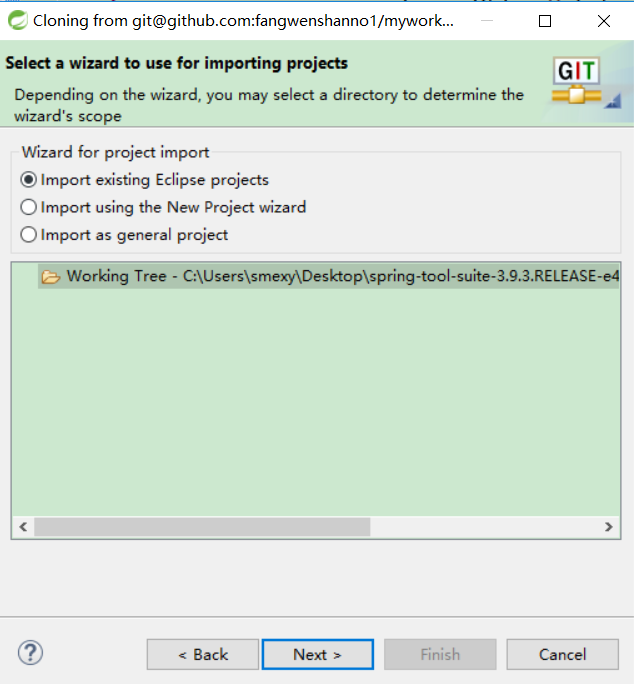 Cloning from git@github.com:fangwenshanno1/mywork...
Select a wizard to use for importing projects
Depending on the wizard, you may select a directory to determine the
wizard's scope
GIT
Wizard for project import
Import existing Eclipse projects
Import using the New Project wizard
Import as general project
Working Tree - C:\Users\smexy\Desktop\spring-tool-suite-3.9.3.RELEASE-e4
< Back
Next >
Finish
Cancel